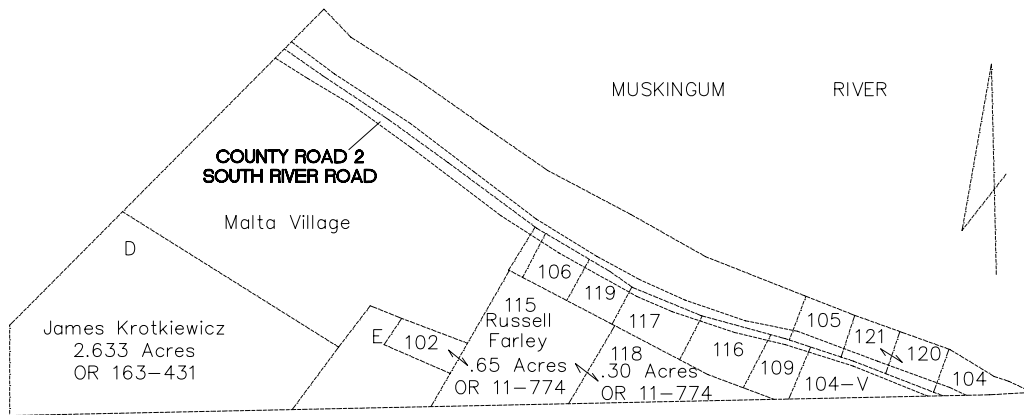 MUSKINGUM RIVER
COUNTY ROAD 2
SOUTH RIVER ROAD
Malta Village
D
106
119
115
Russell
Farley
117
105
121
120
104
James Krotkiewicz
2.633 Acres
OR 163-431
E
102
.65 Acres
OR 11-774
118
.30 Acres
OR 11-774
116
109
104-V